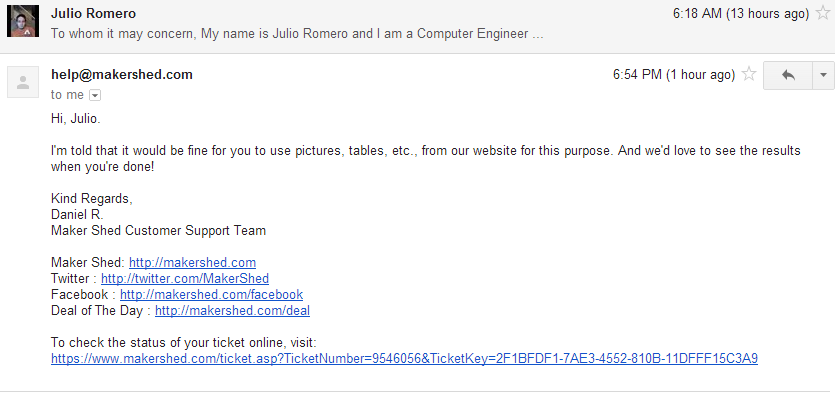 Julio Romero 6:18 AM (13 hours ago)
To whom it may concern, My name is Julio Romero and I am a Computer Engineer ...
help@makershed.com 6:54 PM (1 hour ago)
to me
Hi, Julio.
I'm told that it would be fine for you to use pictures, tables, etc., from our website for this purpose. And we'd love to see the results
when you're done!
Kind Regards,
Daniel R.
Maker Shed Customer Support Team
Maker Shed: http://makershed.com
Twitter : http://twitter.com/MakerShed
Facebook : http://makershed.com/facebook
Deal of The Day : http://makershed.com/deal
To check the status of your ticket online, visit:
https://www.makershed.com/ticket.asp?TicketNumber=9546056&TicketKey=2F1BFDF1-7AE3-4552-810B-11DFFF15C3A9